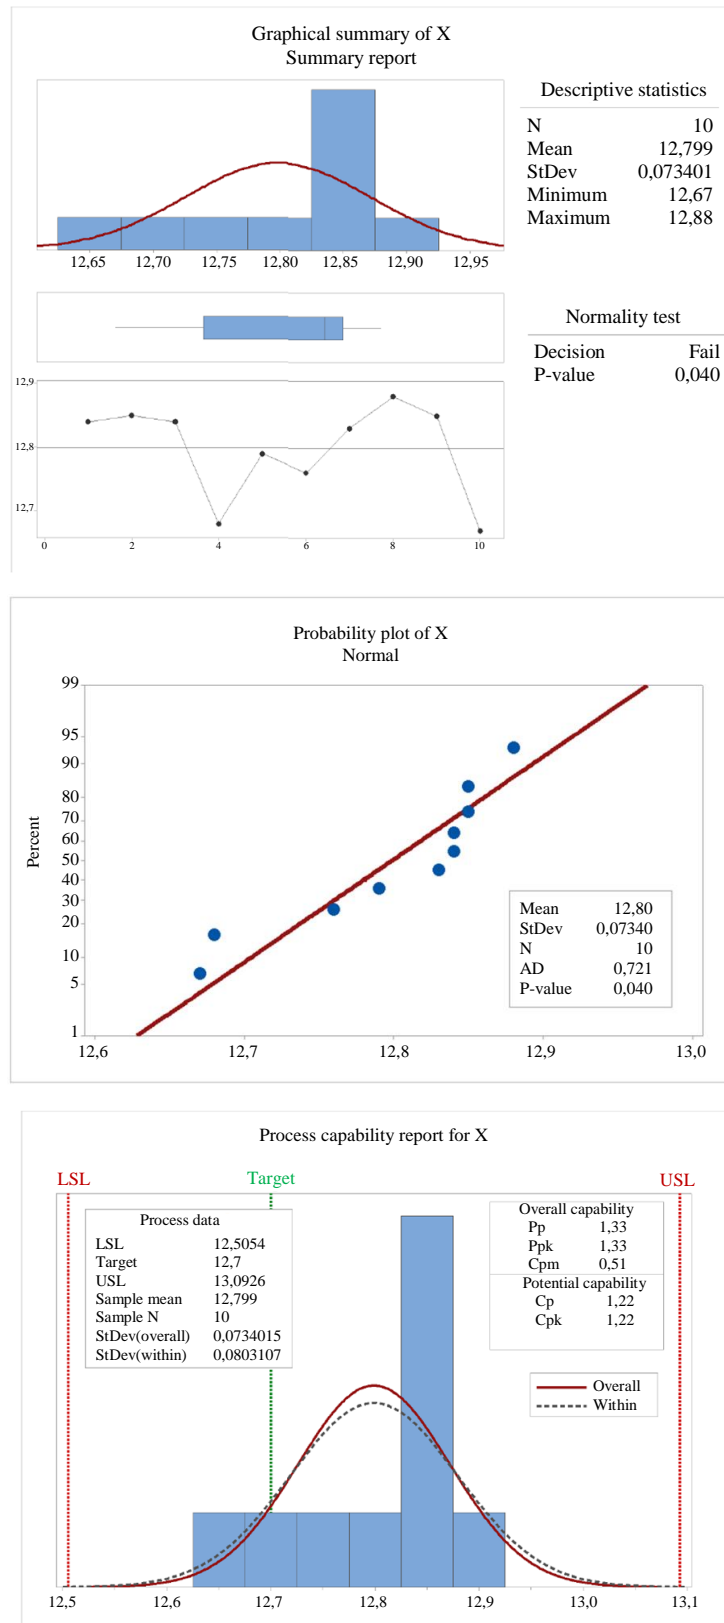 Graphical summary of X
Summary report
Descriptive statistics
N 10
Mean 12,799
StDev 0,073401
Minimum 12,67
Maximum 12,88
12,65 12,70 12,75 12,80 12,85 12,90 12,95
Normality test
Decision Fail
P-value 0,040
12,9
12,8
12,7
0 2 4 6 8 10
Probability plot of X
Normal
99
95
90
80
70
60
50
40
30
20
10
5
1
Percent
Mean 12,80
StDev 0,07340
N 10
AD 0,721
P-value 0,040
12,6 12,7 12,8 12,9 13,0
Process capability report for X
LSL Target USL
Process data
LSL 12,5054
Target 12,7
USL 13,0926
Sample mean 12,799
Sample N 10
StDev(overall) 0,0734015
StDev(within) 0,0803107
Overall capability
Pp 1,33
Ppk 1,33
Cpm 0,51
Potential capability
Cp 1,22
Cpk 1,22
Overall
Within
12,5 12,6 12,7 12,8 12,9 13,0 13,1